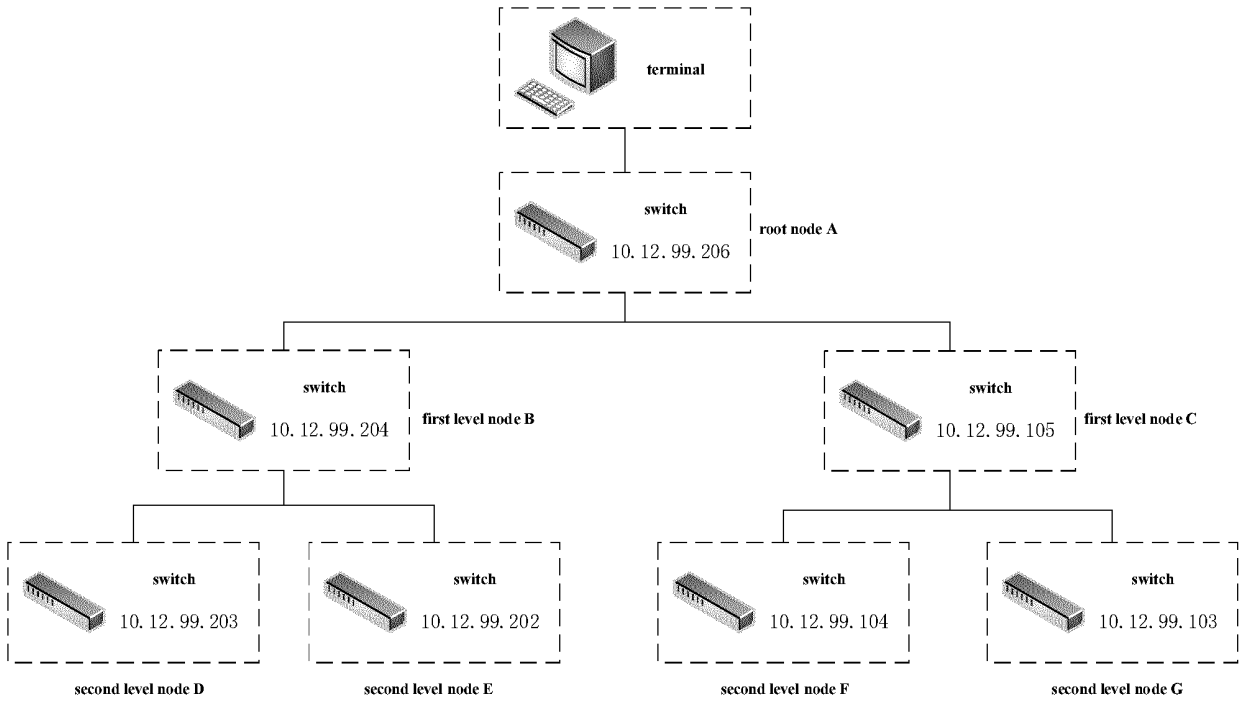 terminal
switch
10.12.99.206
root node A
switch
10.12.99.204
first level node B
switch
10.12.99.105
first level node C
switch
10.12.99.203
second level node D
switch
10.12.99.202
second level node E
switch
10.12.99.104
second level node F
switch
10.12.99.103
second level node G